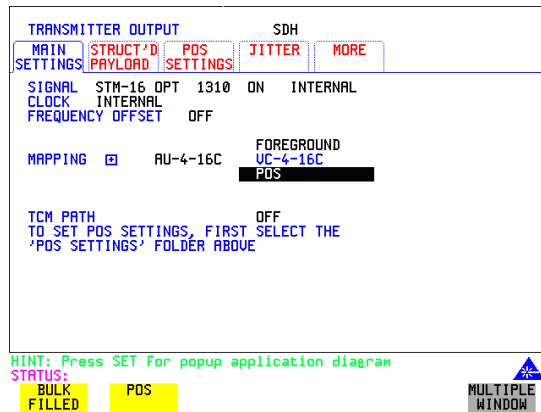 TRANSMITTER OUTPUT SDH
MAIN SETTINGS
STRUCT'D PAYLOAD
POS SETTINGS
JITTER
MORE
SIGNAL STM-16 OPT 1310 ON INTERNAL
CLOCK INTERNAL
FREQUENCY OFFSET OFF
FOREGROUND
MAPPING + AU-4-16C VC-4-16C
POS
TCM PATH OFF
TO SET POS SETTINGS, FIRST SELECT THE
'POS SETTINGS' FOLDER ABOVE
HINT: Press SET For popup application diagram
STATUS:
BULK FILLED
POS
MULTIPLE WINDOW